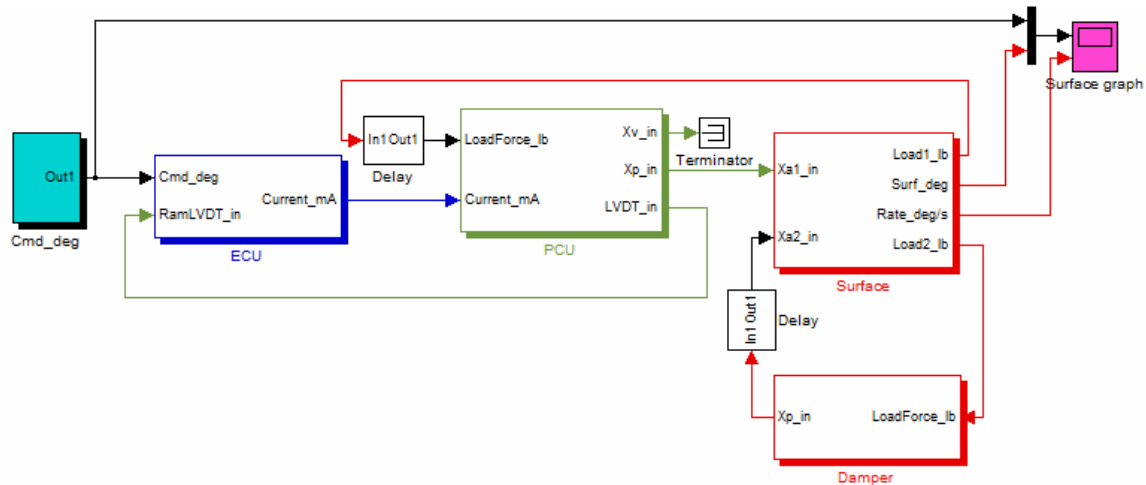 Surface graph
In1 Out1
Delay
LoadForce_lb
Current_mA
Xv_in
Xp_in
LVDT_in
PCU
Terminator
Out1
Cmd_deg
Cmd_deg
RamLVDT_in
Current_mA
ECU
Xa1_in
Xa2_in
Load1_lb
Surf_deg
Rate_deg/s
Load2_lb
Surface
In1 Out1
Delay
Xp_in
LoadForce_lb
Damper